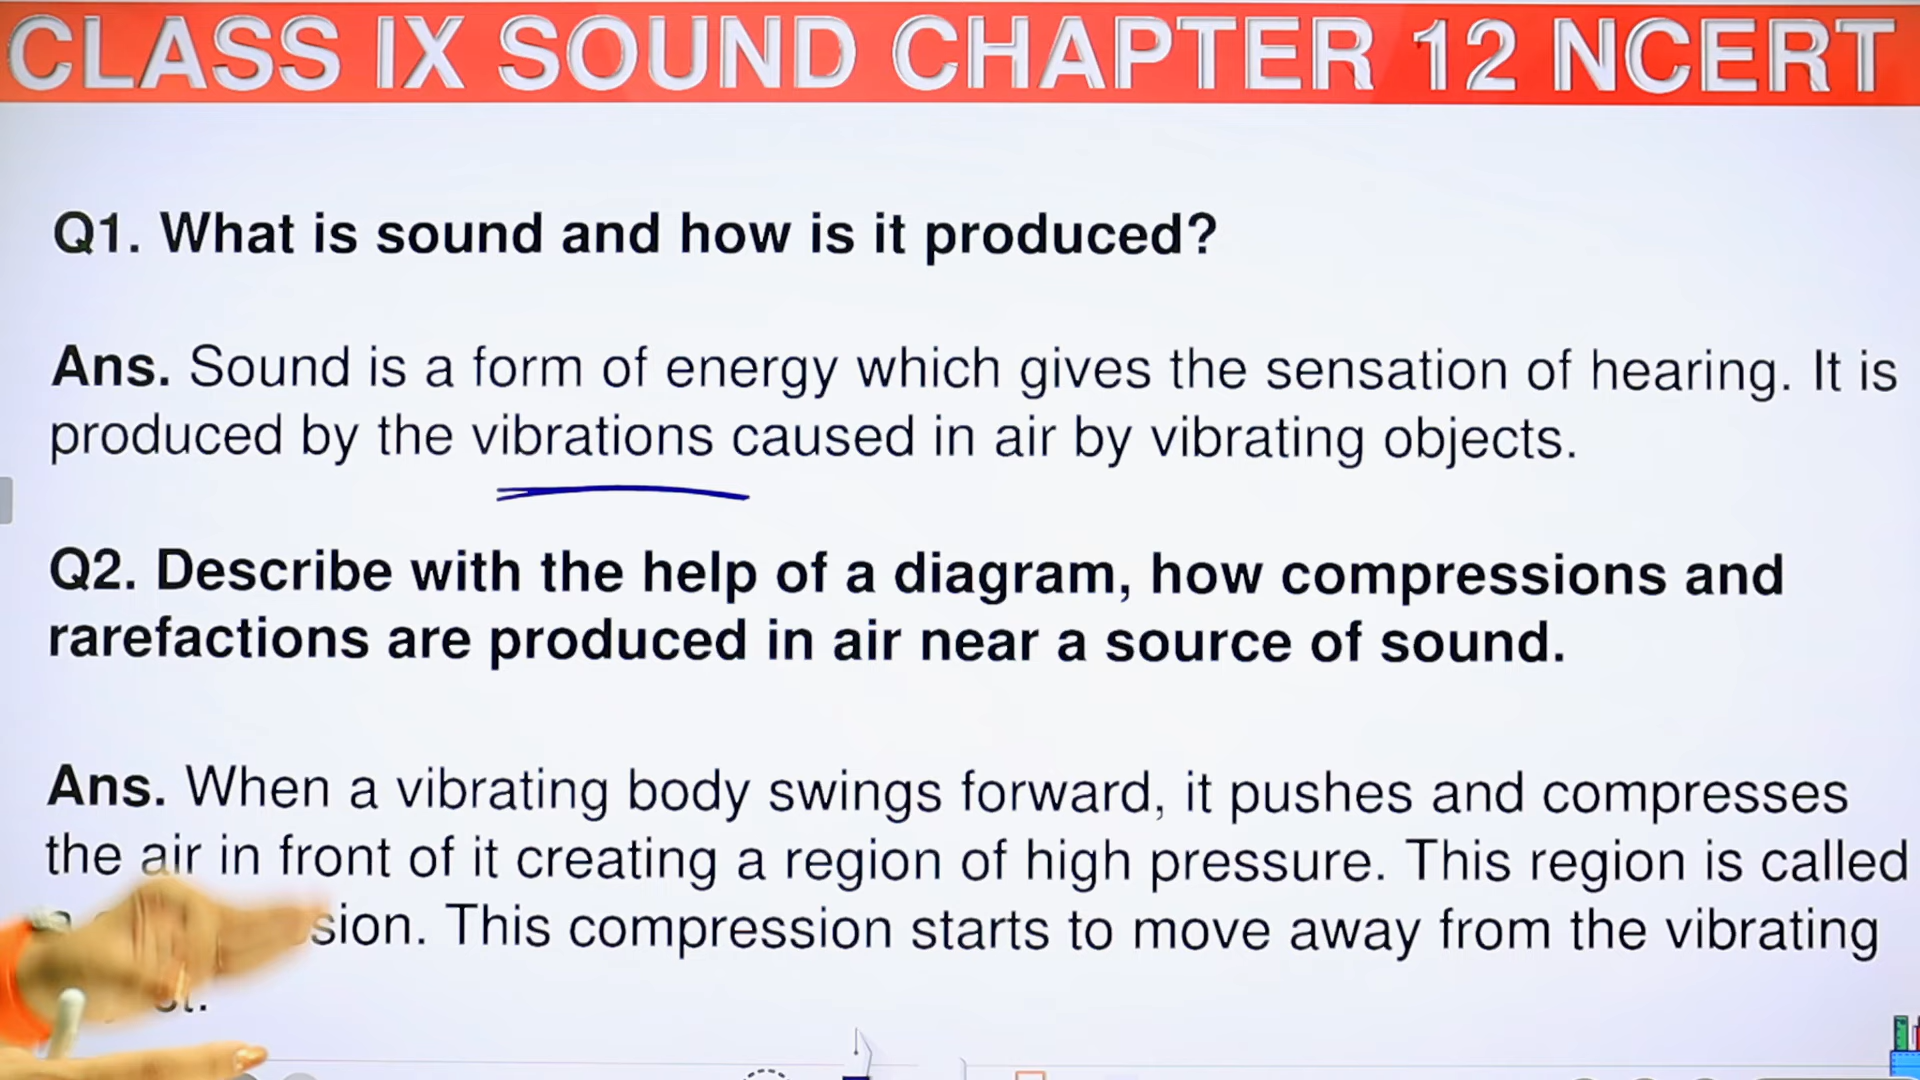 CLASS IX SOUND CHAPTER 12 NCERT
Q1. What is sound and how is it produced?
Ans. Sound is a form of energy which gives the sensation of hearing. It is
produced by the vibrations caused in air by vibrating objects.
Q2. Describe with the help of a diagram, how compressions and
rarefactions are produced in air near a source of sound.
Ans. When a vibrating body swings forward, it pushes and compresses
the air in front of it creating a region of high pressure. This region is called
This compression starts to move away from the vibrating